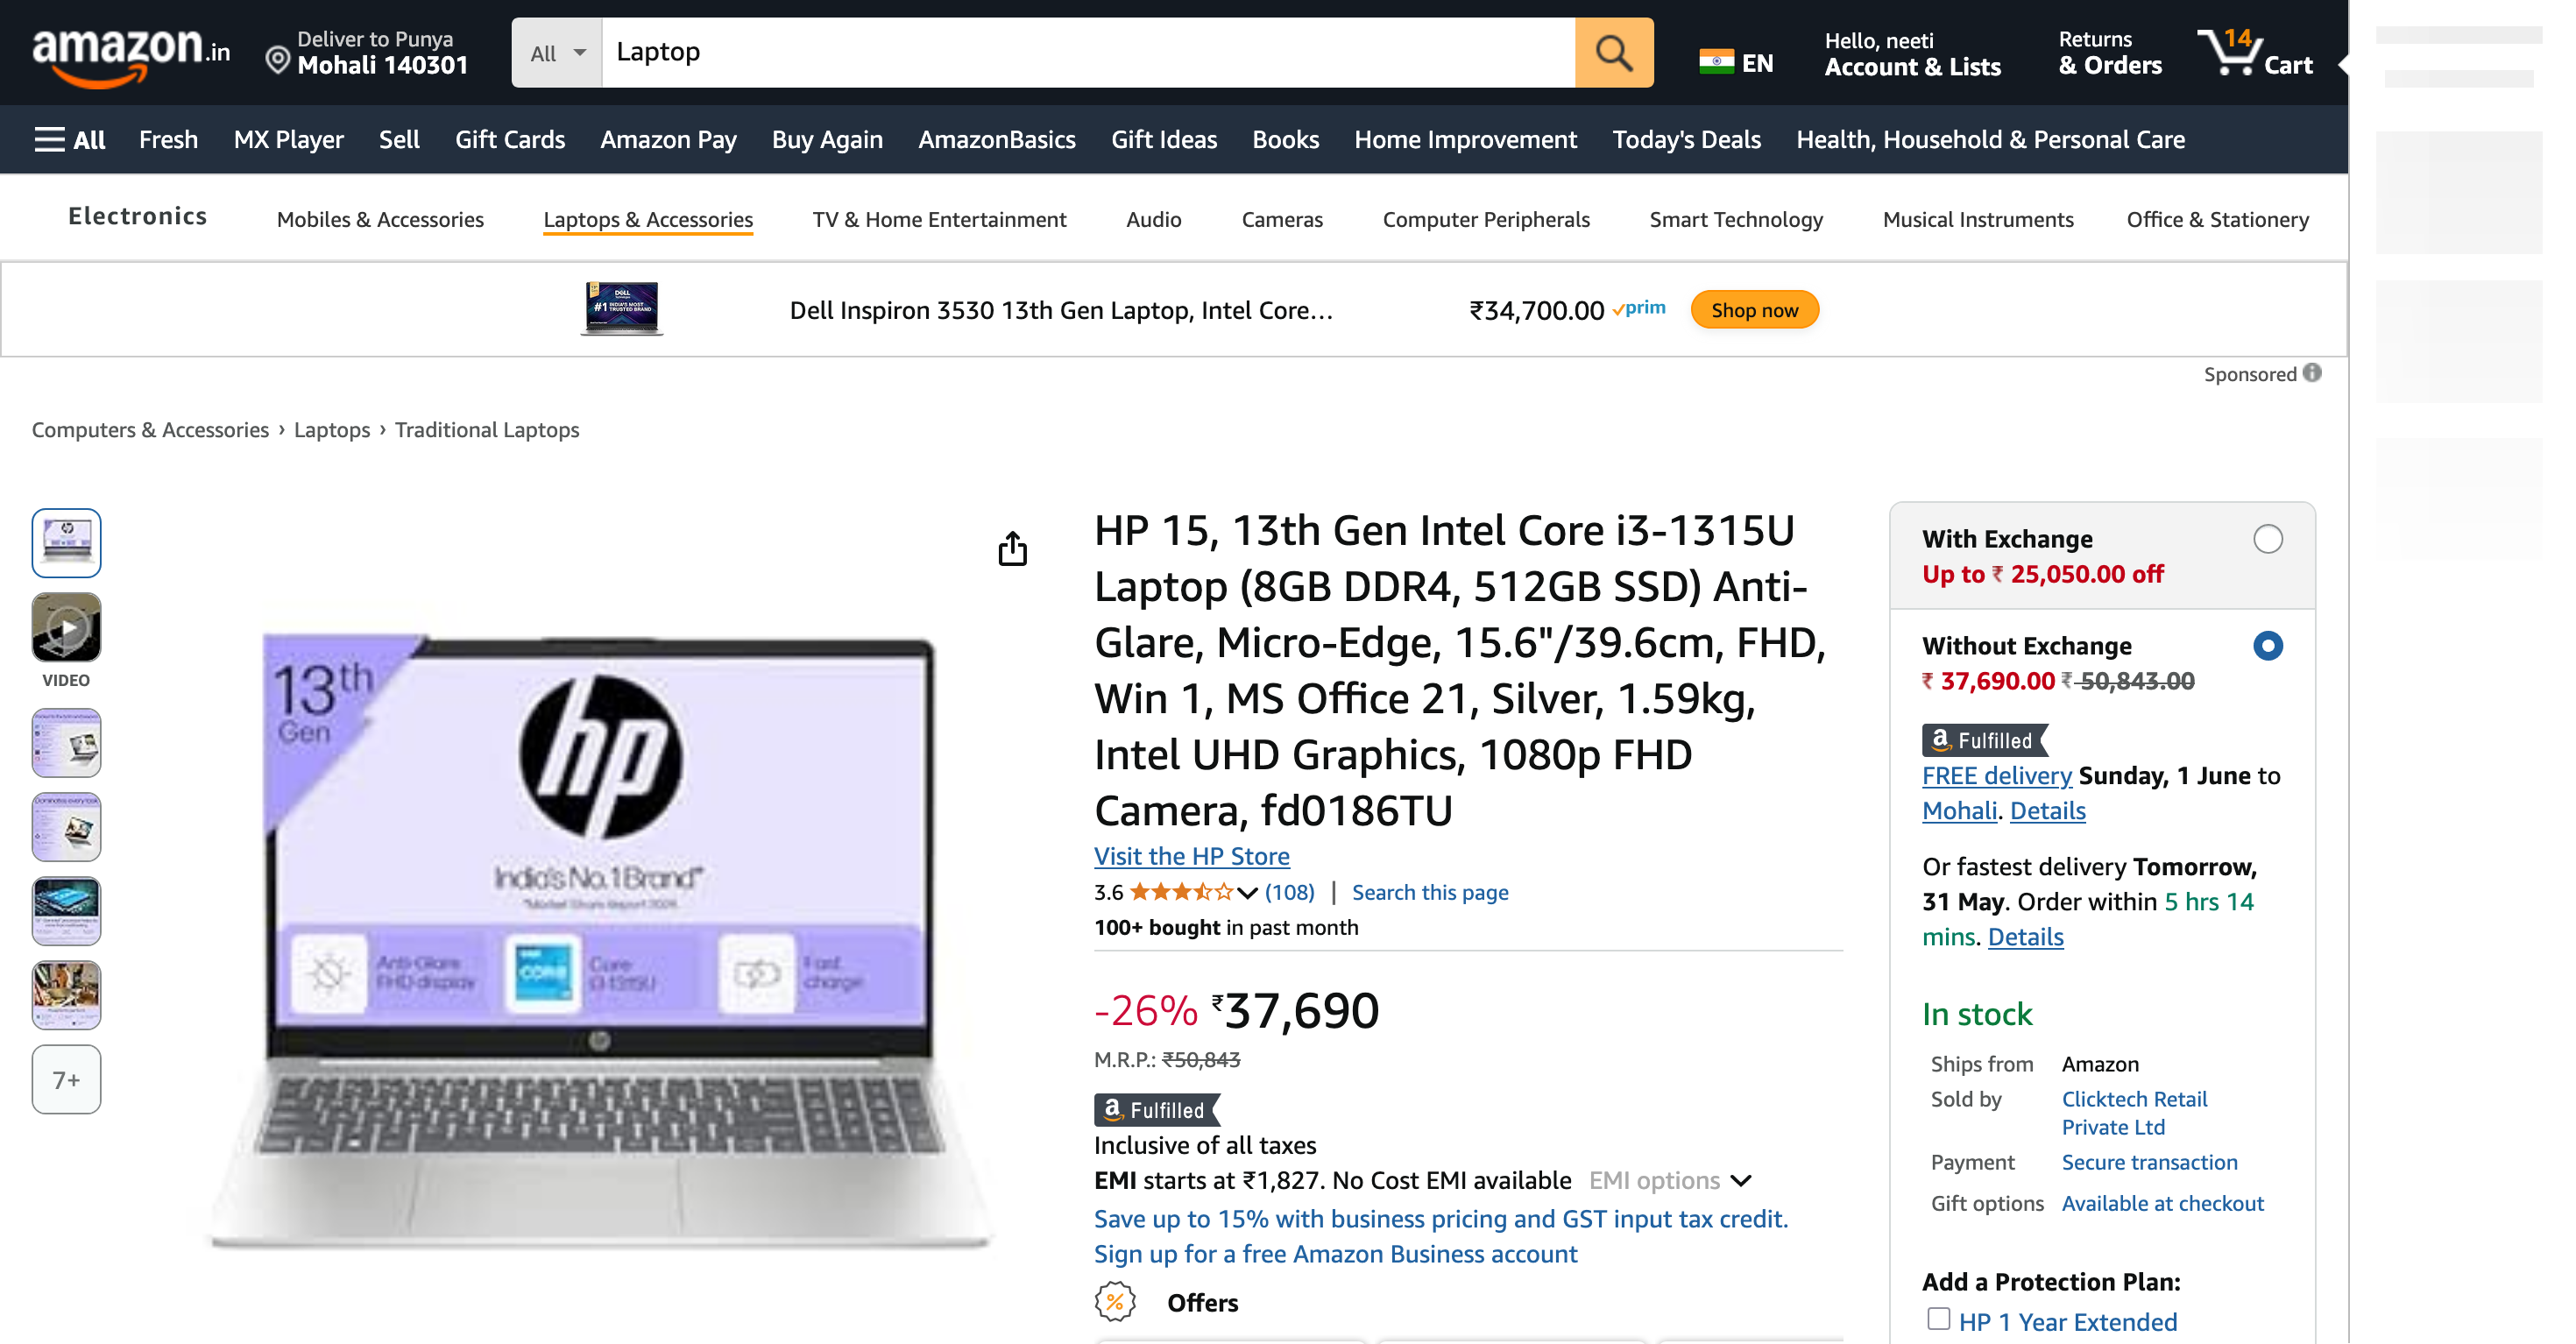 amazon.in
Deliver to Punya
Mohali 140301
All
Laptop
EN
Hello, neeti
Account & Lists
Returns
& Orders
14
Cart
All
Fresh
MX Player
Sell
Gift Cards
Amazon Pay
Buy Again
AmazonBasics
Gift Ideas
Books
Home Improvement
Today's Deals
Health, Household & Personal Care
Electronics
Mobiles & Accessories
Laptops & Accessories
TV & Home Entertainment
Audio
Cameras
Computer Peripherals
Smart Technology
Musical Instruments
Office & Stationery
DELL
#1 INDIA'S MOST
TRUSTED BRAND
Dell Inspiron 3530 13th Gen Laptop, Intel Core...
₹34,700.00
prim
Shop now
Sponsored
Computers & Accessories › Laptops › Traditional Laptops
VIDEO
7+
13th
Gen
hp
India's No.1 Brand*
Anti-Glare
FHD display
CORE
Core
i3 1315U
Fast
charge
HP 15, 13th Gen Intel Core i3-1315U
Laptop (8GB DDR4, 512GB SSD) Anti-
Glare, Micro-Edge, 15.6"/39.6cm, FHD,
Win 1, MS Office 21, Silver, 1.59kg,
Intel UHD Graphics, 1080p FHD
Camera, fd0186TU
Visit the HP Store
3.6
(108) | Search this page
100+ bought in past month
-26% ₹37,690
M.R.P.: ₹50,843
a Fulfilled
Inclusive of all taxes
EMI starts at ₹1,827. No Cost EMI available EMI options
Save up to 15% with business pricing and GST input tax credit.
Sign up for a free Amazon Business account
% Offers
With Exchange
Up to ₹ 25,050.00 off
Without Exchange
₹ 37,690.00 ₹ 50,843.00
a Fulfilled
FREE delivery Sunday, 1 June to
Mohali. Details
Or fastest delivery Tomorrow,
31 May. Order within 5 hrs 14
mins. Details
In stock
Ships from Amazon
Sold by Clicktech Retail
Private Ltd
Payment Secure transaction
Gift options Available at checkout
Add a Protection Plan:
HP 1 Year Extended